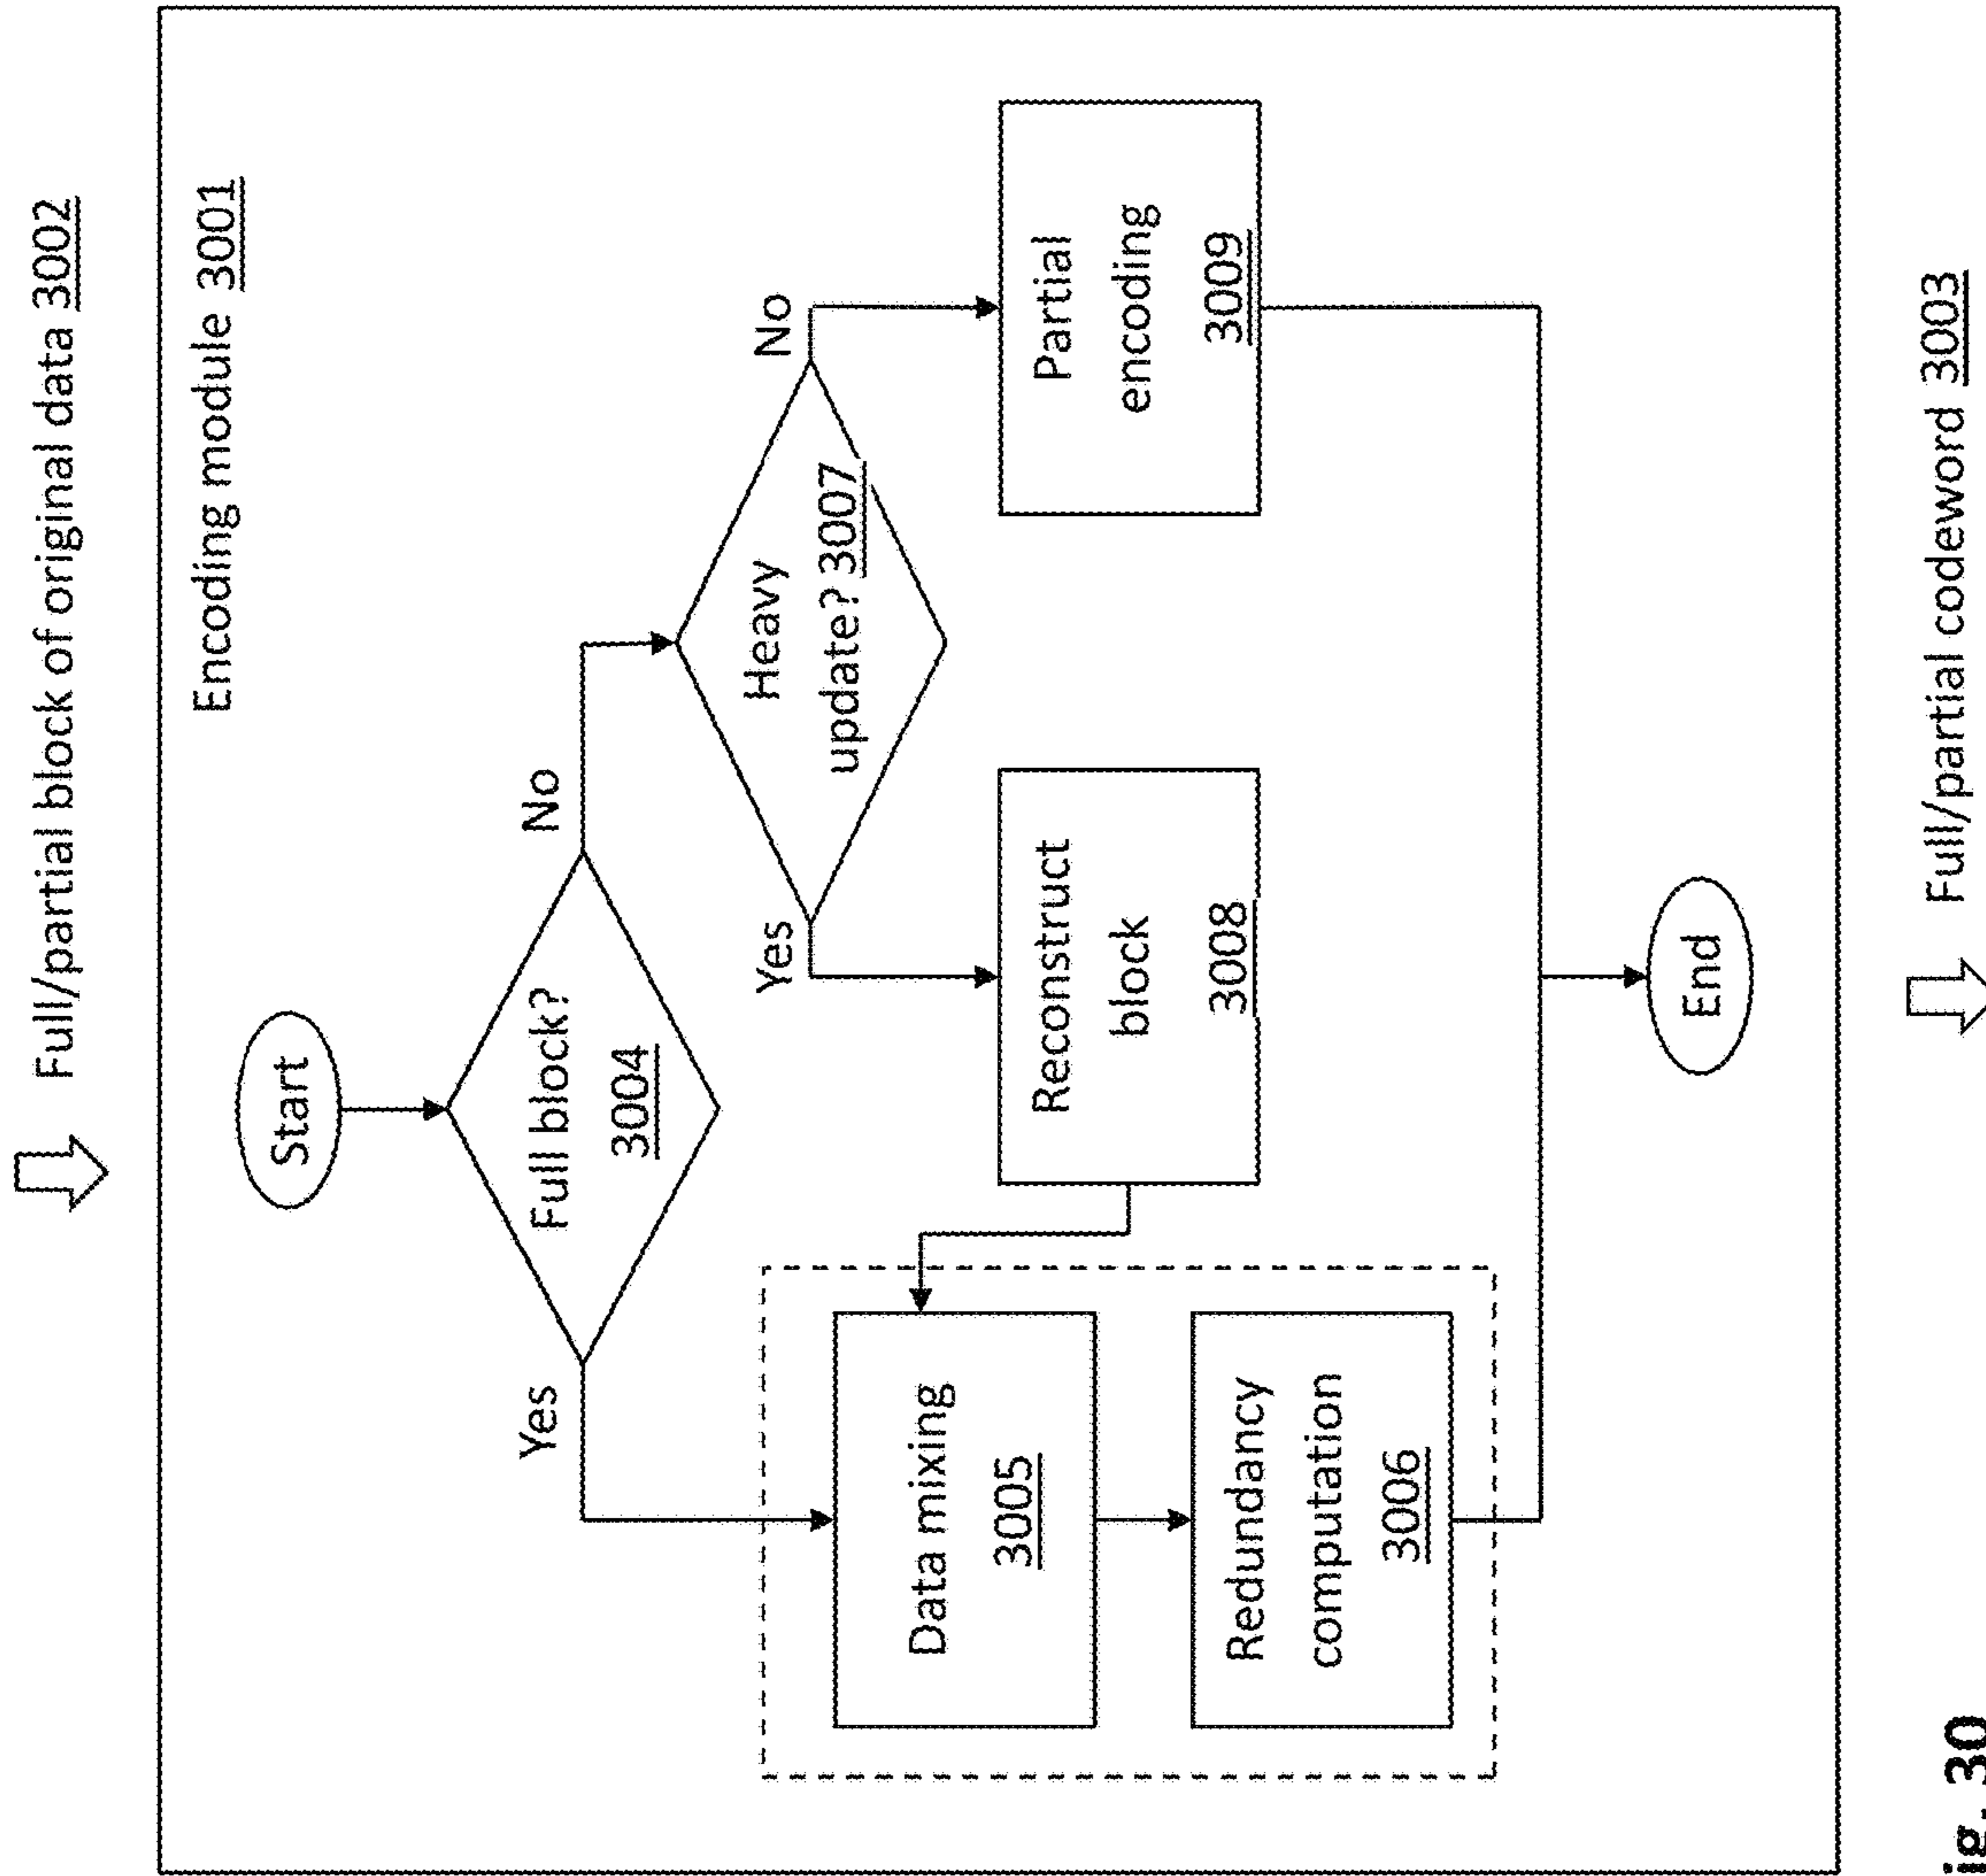 Full/partial block of original data 3002
Encoding module 3001
Start
Full block?
3004
Yes
No
Heavy
update? 3007
Yes
No
Data mixing
3005
Reconstruct
block
3008
Partial
encoding
3009
Redundancy
computation
3006
End
Full/partial codeword 3003
ig. 30